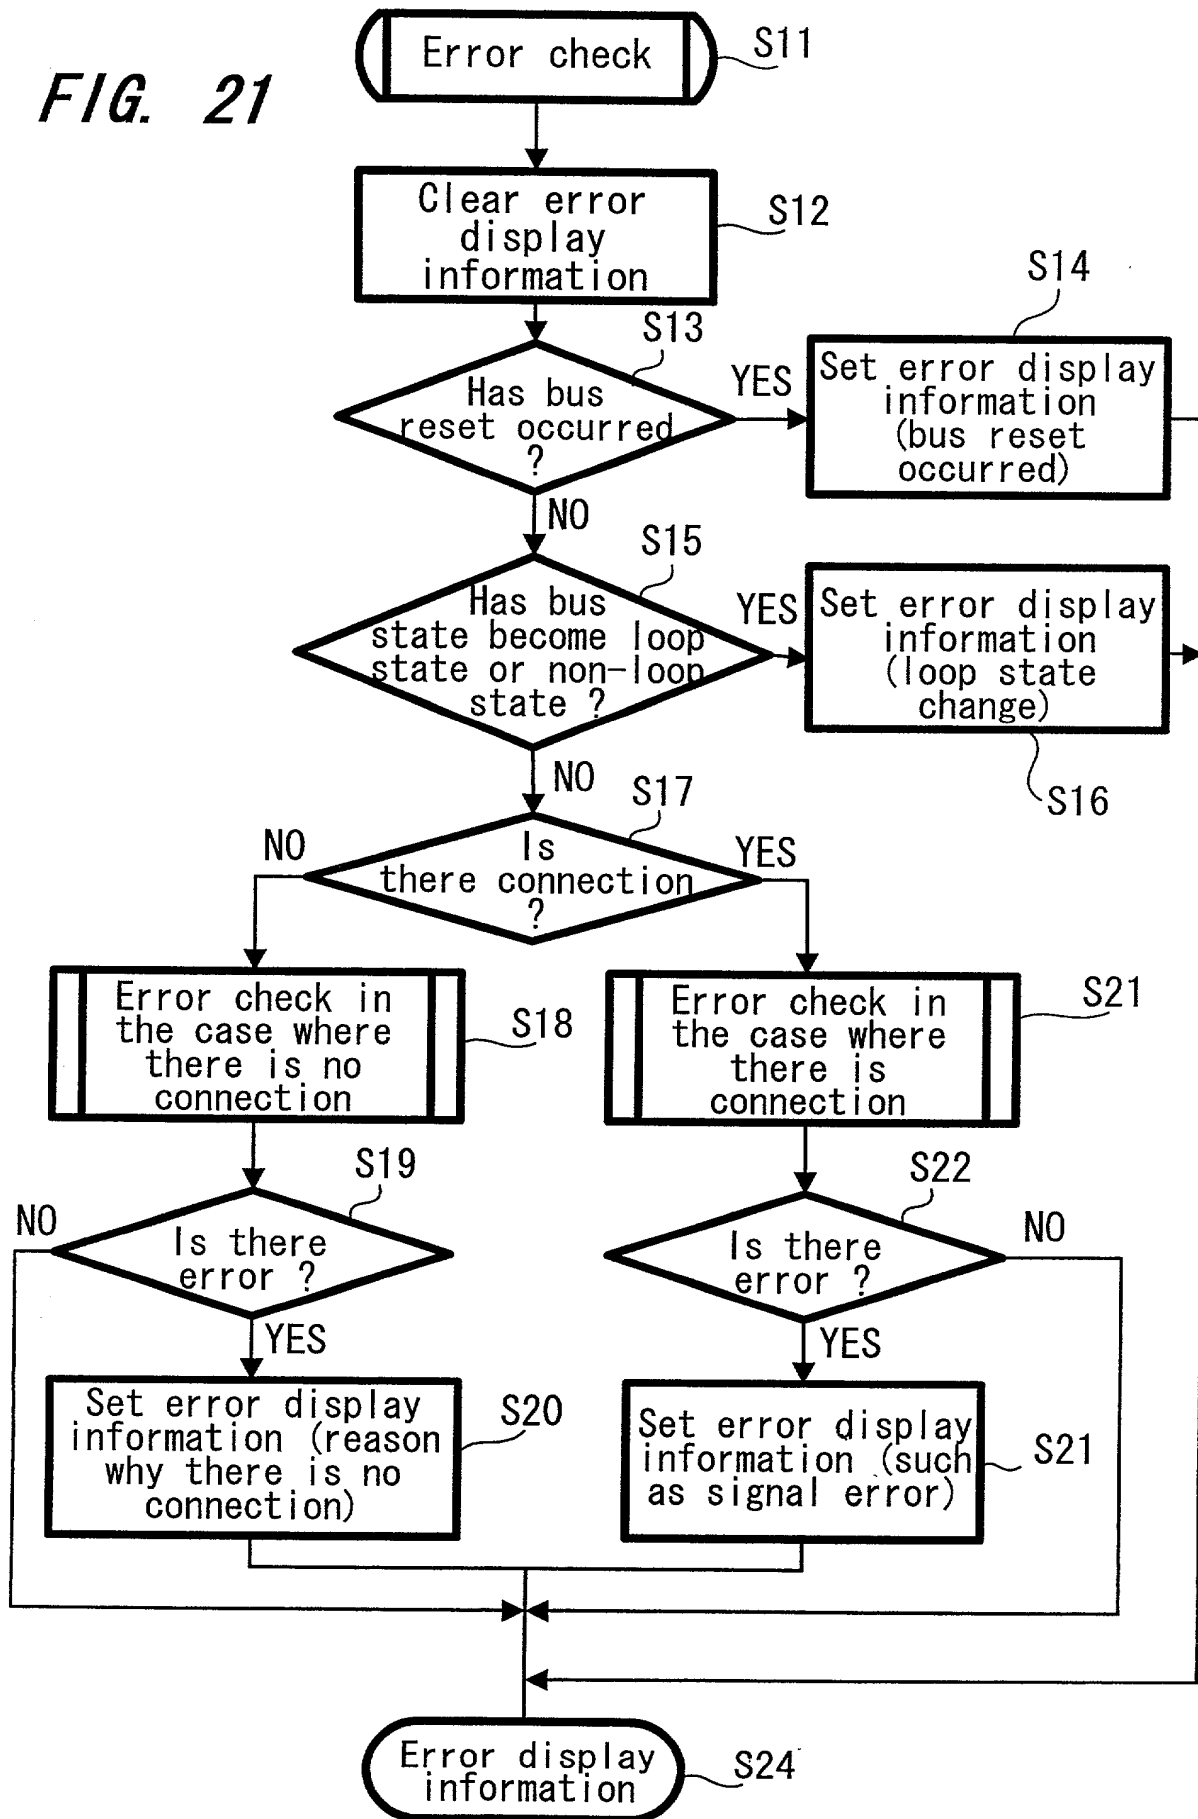 FIG. 21
Error check
S11
Clear error
display
information
S12
S13
Has bus
reset occurred
?
YES
NO
S14
Set error display
information
(bus reset
occurred)
S15
Has bus
state become loop
state or non-loop
state ?
YES
NO
Set error display
information
(loop state
change)
S16
S17
Is
there connection
?
NO
YES
Error check in
the case where
there is no
connection
S18
Error check in
the case where
there is
connection
S21
S19
Is there
error ?
NO
YES
S22
Is there
error ?
NO
YES
Set error display
information (reason
why there is no
connection)
S20
Set error display
information (such
as signal error)
S21
Error display
information
S24